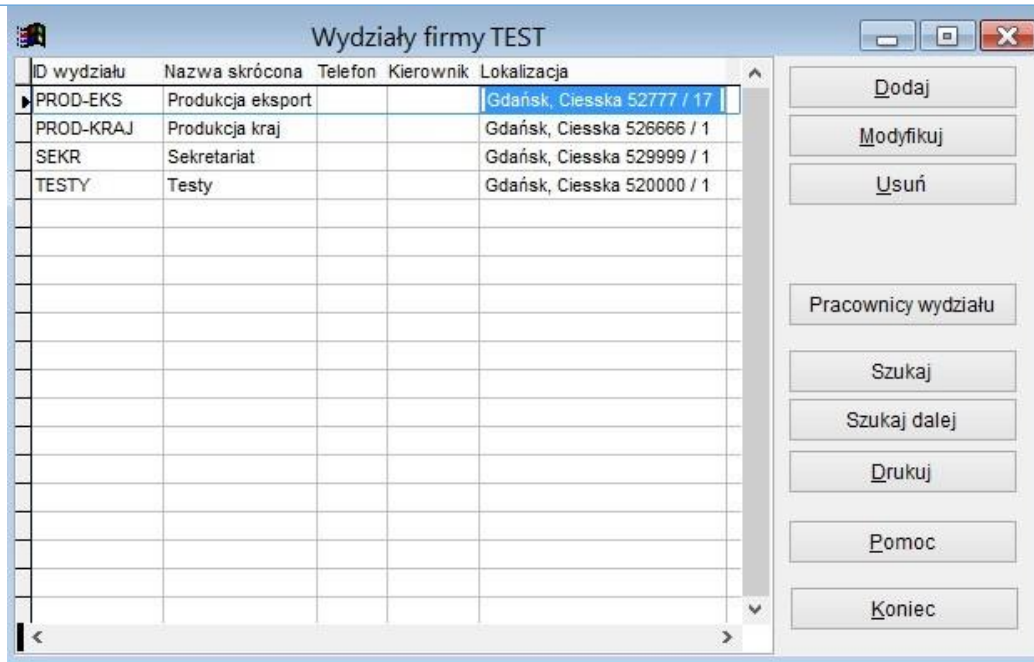 Wydziały firmy TEST
ID wydziału Nazwa skrócona Telefon Kierownik Lokalizacja
PROD-EKS Produkcja eksport Gdańsk, Ciesska 52777 / 17
PROD-KRAJ Produkcja kraj Gdańsk, Ciesska 526666 / 1
SEKR Sekretariat Gdańsk, Ciesska 529999 / 1
TESTY Testy Gdańsk, Ciesska 520000 / 1
Dodaj
Modyfikuj
Usuń
Pracownicy wydziału
Szukaj
Szukaj dalej
Drukuj
Pomoc
Koniec